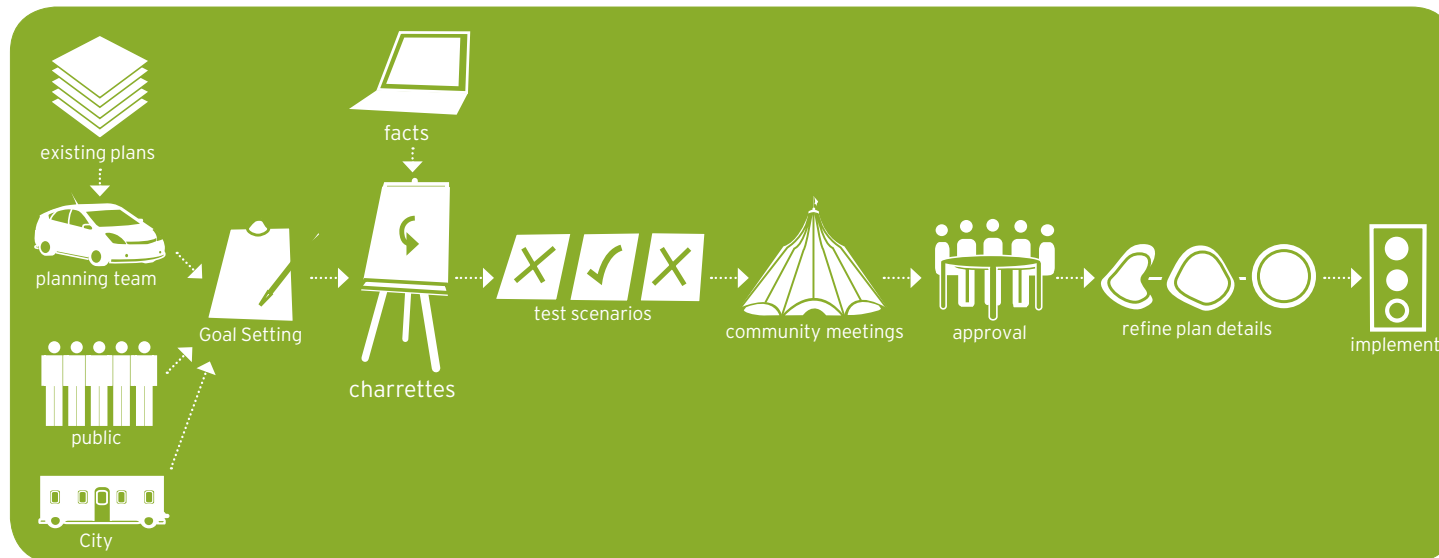 existing plans
facts
planning team
Goal Setting
test scenarios
community meetings
approval
refine plan details
implement
charrettes
public
City